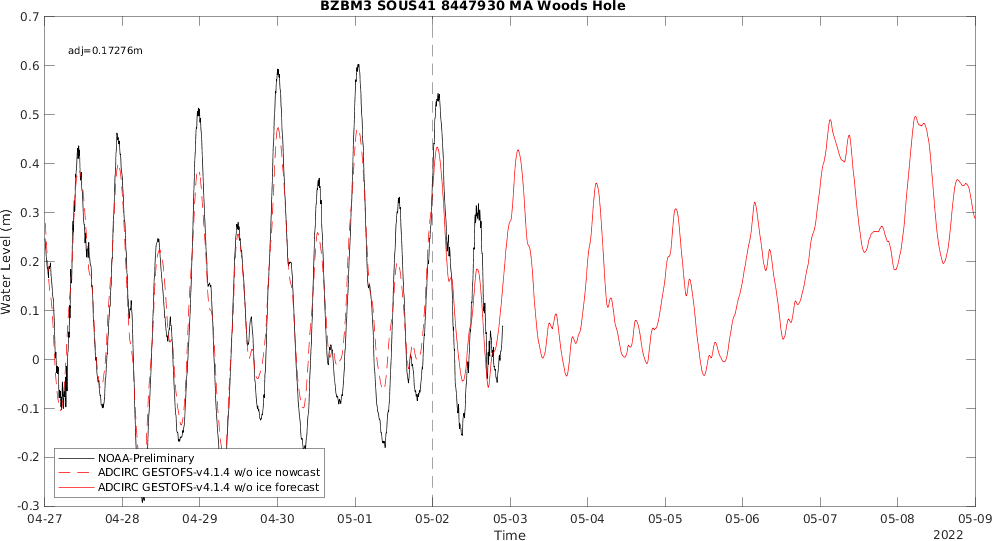 BZBM3 SOUS41 8447930 MA Woods Hole
adj=0.17276m
Water Level (m)
0.7
0.6
0.5
0.4
0.3
0.2
0.1
0
-0.1
-0.2
-0.3
NOAA-Preliminary
ADCIRC GESTOFS-v4.1.4 w/o ice nowcast
ADCIRC GESTOFS-v4.1.4 w/o ice forecast
04-27 04-28 04-29 04-30 05-01 05-02 05-03 05-04 05-05 05-06 05-07 05-08 05-09
Time
2022